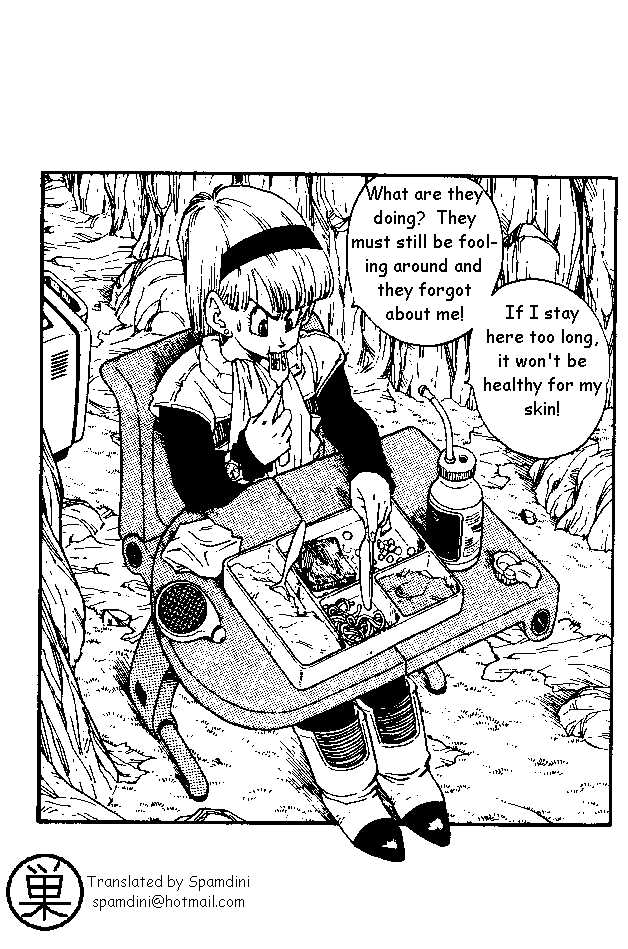 What are they
doing? They
must still be fool-
ing around and
they forgot
about me!
If I stay
here too long,
it won't be
healthy for my
skin!
巣
Translated by Spamdini
spamdini@hotmail.com